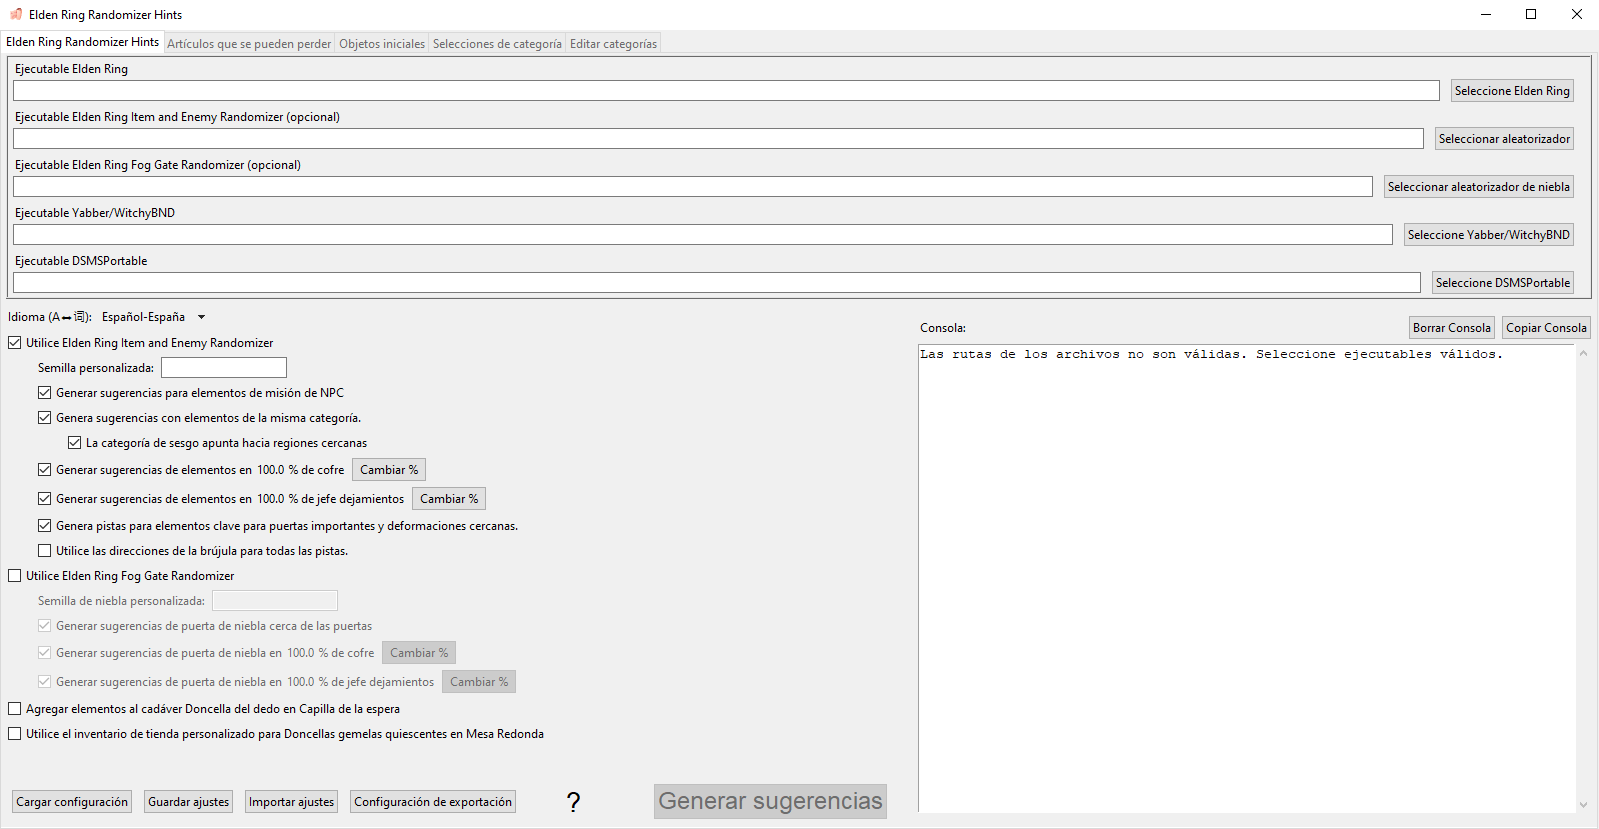 Elden Ring Randomizer Hints
Elden Ring Randomizer Hints Artículos que se pueden perder Objetos iniciales Selecciones de categoría Editar categorías
Ejecutable Elden Ring
Seleccione Elden Ring
Ejecutable Elden Ring Item and Enemy Randomizer (opcional)
Seleccionar aleatorizador
Ejecutable Elden Ring Fog Gate Randomizer (opcional)
Seleccionar aleatorizador de niebla
Ejecutable Yabber/WitchyBND
Seleccione Yabber/WitchyBND
Ejecutable DSMSPortable
Seleccione DSMSPortable
Idioma (A↔词): Español-España
Utilice Elden Ring Item and Enemy Randomizer
Semilla personalizada:
Generar sugerencias para elementos de misión de NPC
Genera sugerencias con elementos de la misma categoría.
La categoría de sesgo apunta hacia regiones cercanas
Generar sugerencias de elementos en 100.0 % de cofre Cambiar %
Generar sugerencias de elementos en 100.0 % de jefe dejamientos Cambiar %
Genera pistas para elementos clave para puertas importantes y deformaciones cercanas.
Utilice las direcciones de la brújula para todas las pistas.
Utilice Elden Ring Fog Gate Randomizer
Semilla de niebla personalizada:
Generar sugerencias de puerta de niebla cerca de las puertas
Generar sugerencias de puerta de niebla en 100.0 % de cofre Cambiar %
Generar sugerencias de puerta de niebla en 100.0 % de jefe dejamientos Cambiar %
Agregar elementos al cadáver Doncella del dedo en Capilla de la espera
Utilice el inventario de tienda personalizado para Doncellas gemelas quiescentes en Mesa Redonda
Cargar configuración Guardar ajustes Importar ajustes Configuración de exportación ? Generar sugerencias
Consola: Borrar Consola Copiar Consola
Las rutas de los archivos no son válidas. Seleccione ejecutables válidos.